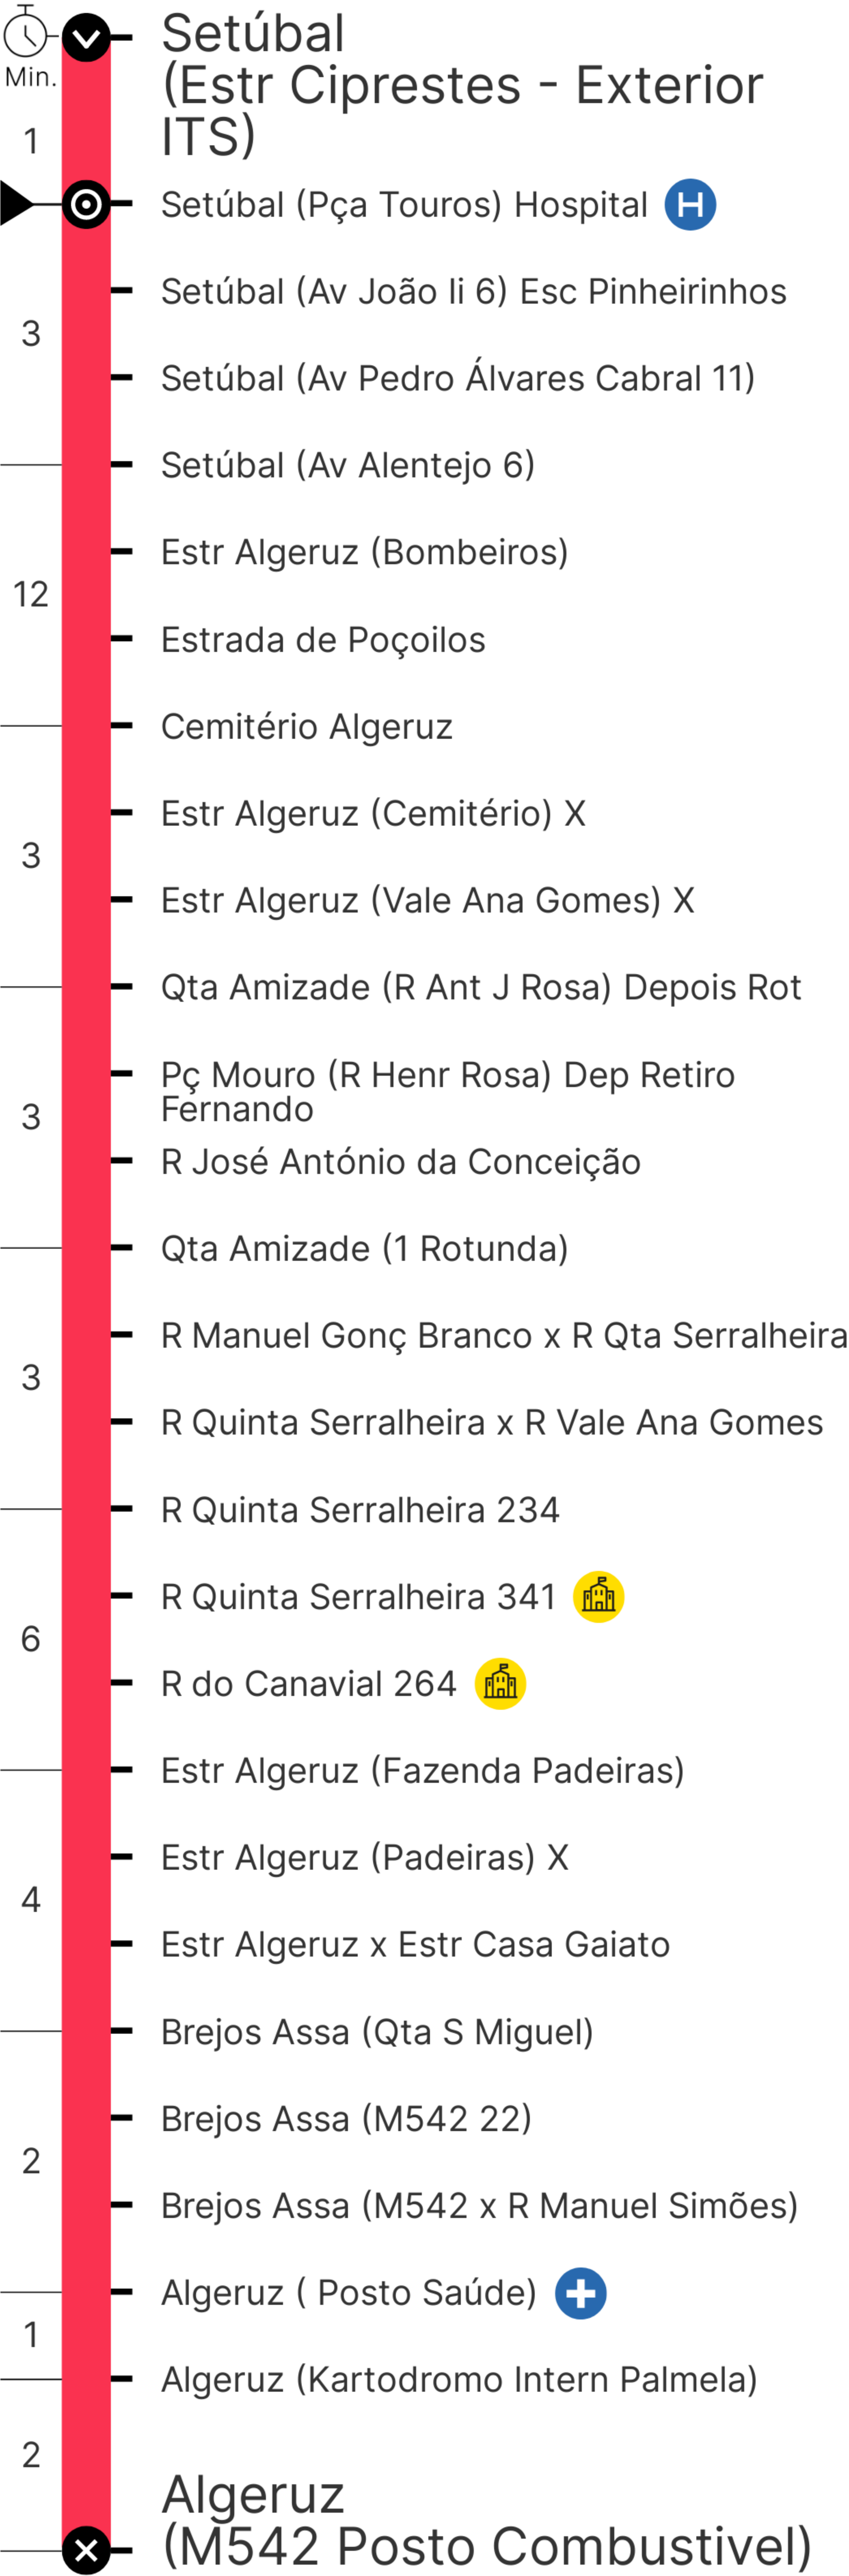 Setúbal
(Estr Ciprestes - Exterior
ITS)
Min.
1
Setúbal (Pça Touros) Hospital H
Setúbal (Av João Ii 6) Esc Pinheirinhos
3
Setúbal (Av Pedro Álvares Cabral 11)
Setúbal (Av Alentejo 6)
Estr Algeruz (Bombeiros)
12
Estrada de Poçoilos
Cemitério Algeruz
Estr Algeruz (Cemitério) X
3
Estr Algeruz (Vale Ana Gomes) X
Qta Amizade (R Ant J Rosa) Depois Rot
Pç Mouro (R Henr Rosa) Dep Retiro
Fernando
3
R José António da Conceição
Qta Amizade (1 Rotunda)
R Manuel Gonç Branco x R Qta Serralheira
3
R Quinta Serralheira x R Vale Ana Gomes
R Quinta Serralheira 234
R Quinta Serralheira 341
6
R do Canavial 264
Estr Algeruz (Fazenda Padeiras)
Estr Algeruz (Padeiras) X
4
Estr Algeruz x Estr Casa Gaiato
Brejos Assa (Qta S Miguel)
Brejos Assa (M542 22)
2
Brejos Assa (M542 x R Manuel Simões)
Algeruz ( Posto Saúde)
1
Algeruz (Kartodromo Intern Palmela)
2
Algeruz
(M542 Posto Combustivel)